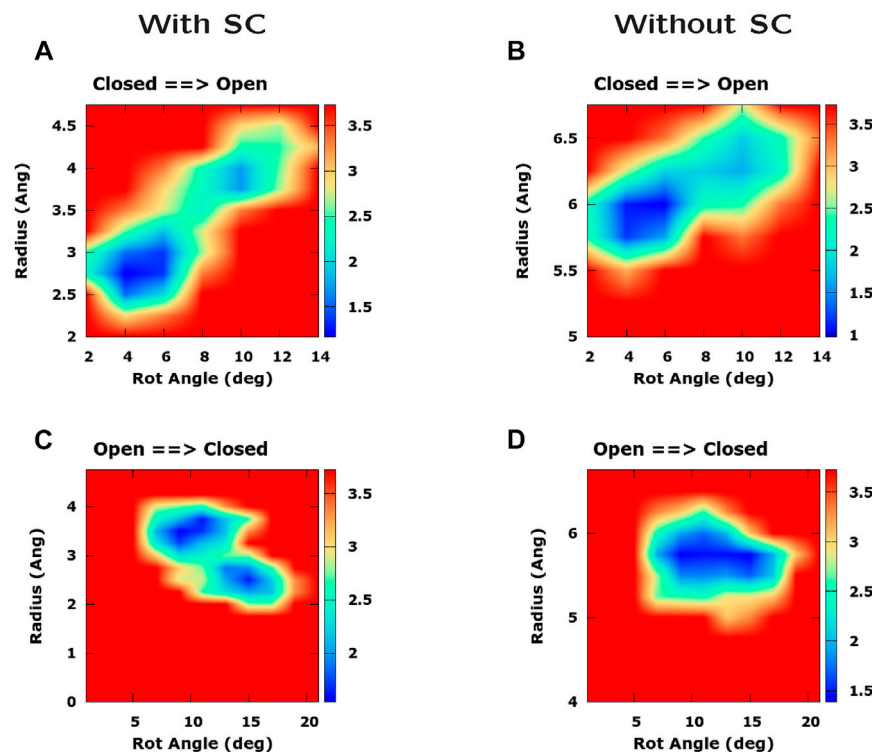 With SC
Without SC
A
B
Closed ==> Open
Closed ==> Open
Radius (Ang)
4.5
4
3.5
3
2.5
2
2 4 6 8 10 12 14
Rot Angle (deg)
3.5
3
2.5
2
1.5
Radius (Ang)
6.5
6
5.5
5
2 4 6 8 10 12 14
Rot Angle (deg)
3.5
3
2.5
2
1.5
1
C
D
Open ==> Closed
Open ==> Closed
Radius (Ang)
4
3
2
1
0
5 10 15 20
Rot Angle (deg)
3.5
3
2.5
2
Radius (Ang)
6
5
4
5 10 15 20
Rot Angle (deg)
3.5
3
2.5
2
1.5